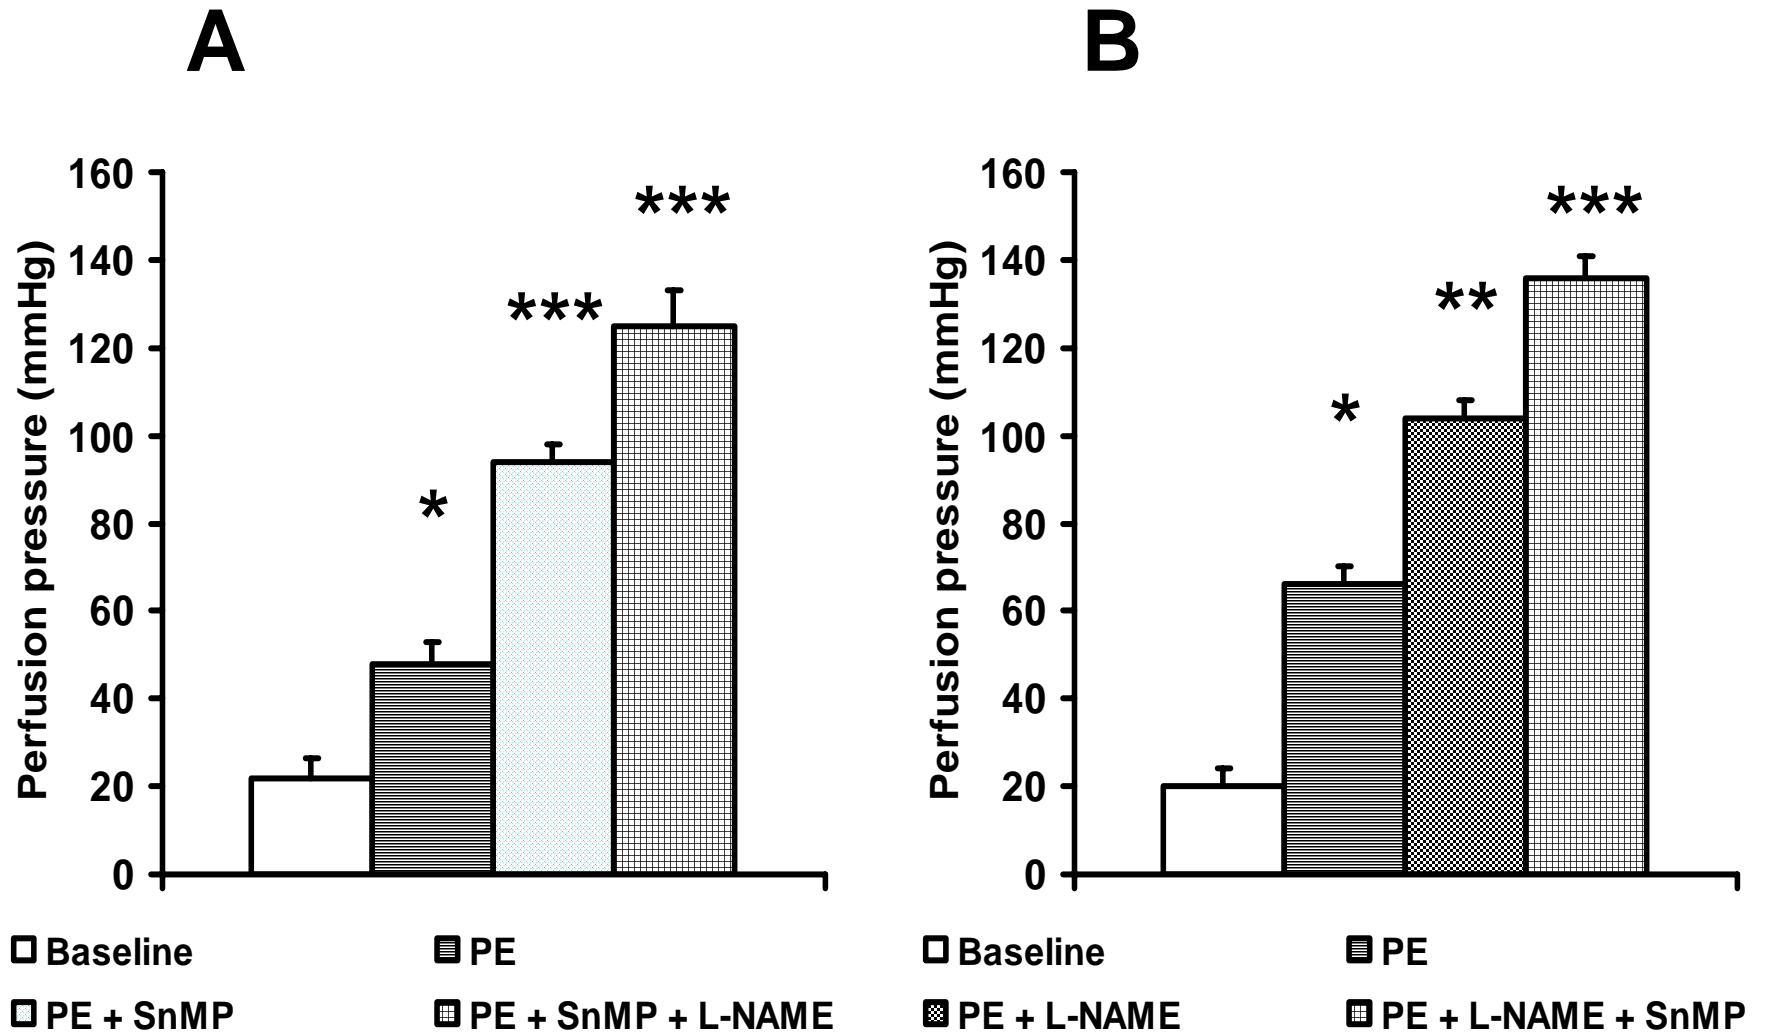 A
B
160
140
120
100
80
60
40
20
0
Perfusion pressure (mmHg)
*
***
***
Baseline
PE
PE + SnMP
PE + SnMP + L-NAME
160
140
120
100
80
60
40
20
0
Perfusion pressure (mmHg)
*
**
***
Baseline
PE
PE + L-NAME
PE + L-NAME + SnMP